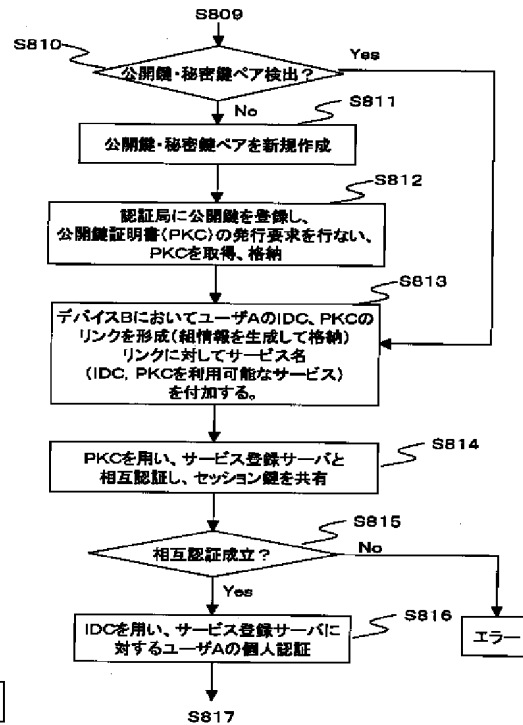 S809
S810
公開鍵・秘密鍵ペア検出？
Yes
No
S811
公開鍵・秘密鍵ペアを新規作成
S812
認証局に公開鍵を登録し、
公開鍵証明書（PKC）の発行要求を行ない、
PKCを取得、格納
S813
デバイスBにおいてユーザAのIDC、PKCの
リンクを形成（組情報を生成して格納）
リンクに対してサービス名
（IDC, PKCを利用可能なサービス）
を付加する。
S814
PKCを用い、サービス登録サーバと
相互認証し、セッション鍵を共有
S815
相互認証成立？
No
Yes
S816
IDCを用い、サービス登録サーバに
対するユーザAの個人認証
エラー
S817